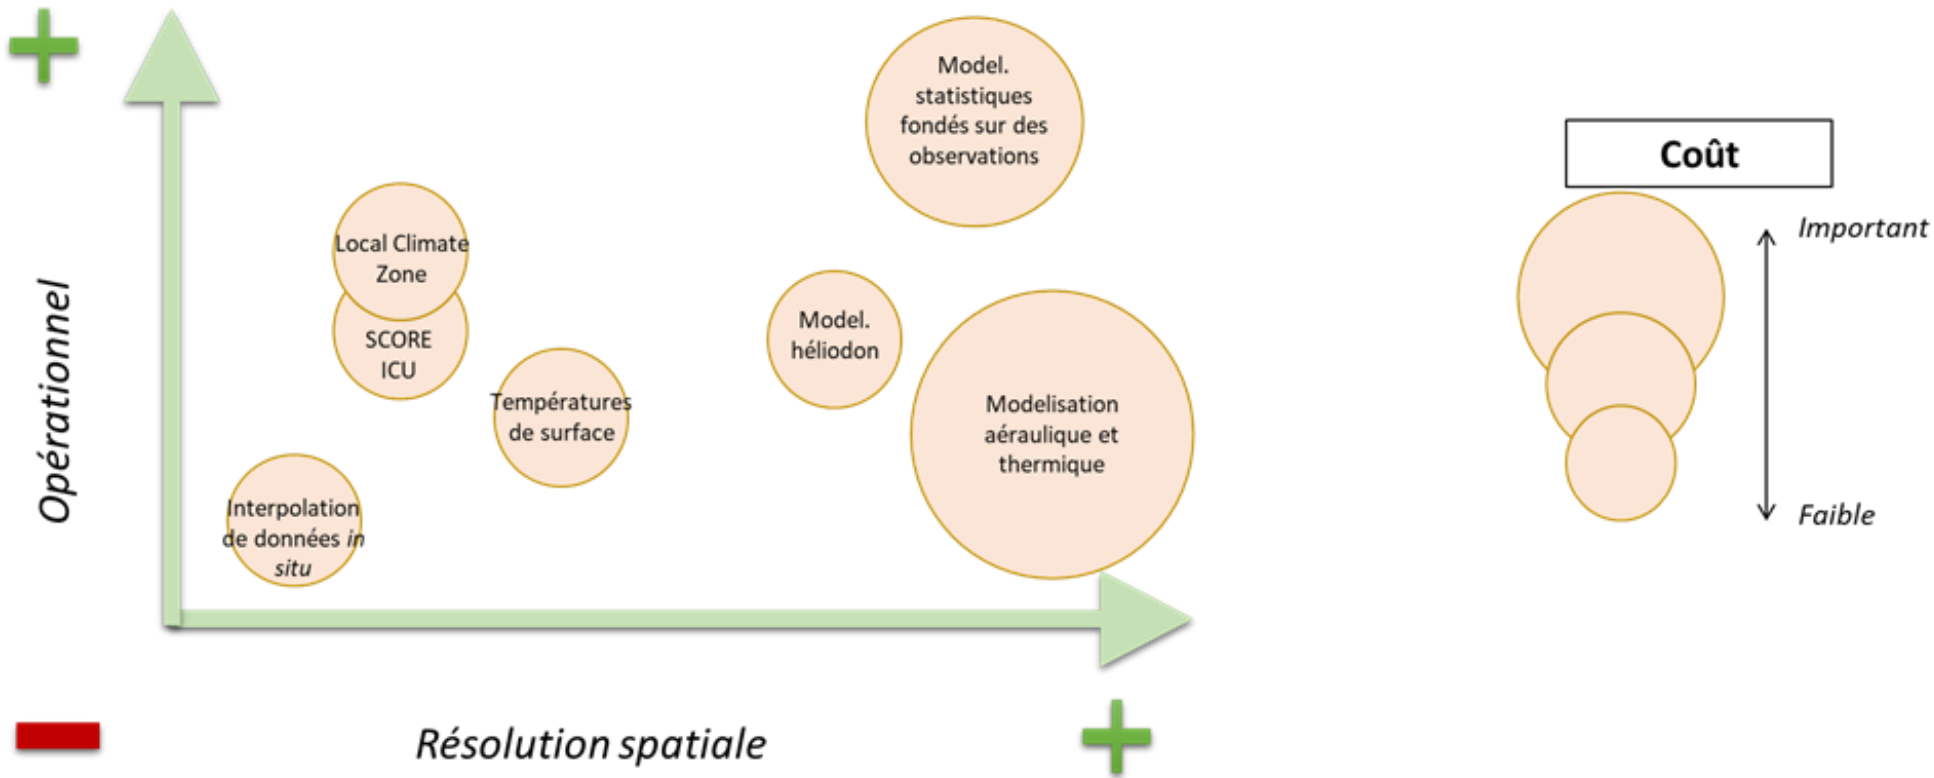 Model.
statistiques
fondés sur des
observations
Local Climate
Zone
SCORE
ICU
Températures
de surface
Interpolation
de données in
situ
Model.
héliodon
Modelisation
aéraulique et
thermique
Opérationnel
Résolution spatiale
Coût
Important
Faible